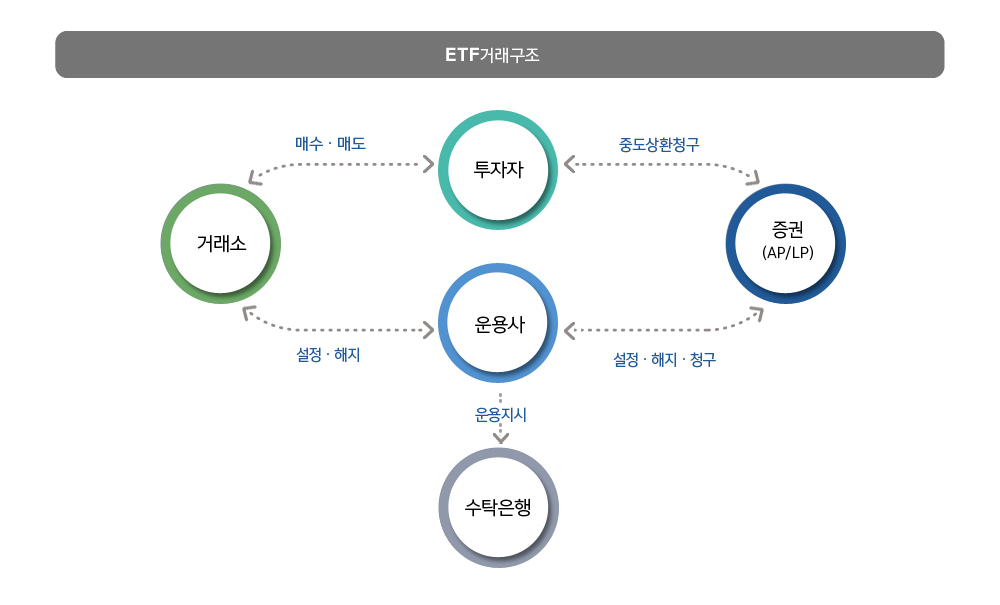 ETF거래구조
매수 · 매도
투자자
중도상환청구
거래소
증권
(AP/LP)
운용사
설정 · 해지
설정 · 해지 · 청구
운용지시
수탁은행